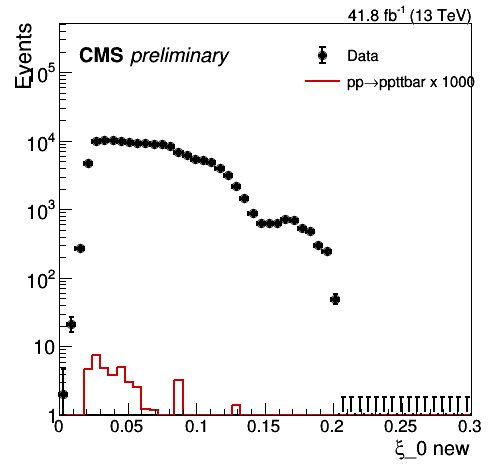 41.8 fb⁻¹ (13 TeV)
Events
CMS preliminary
Data
pp→ppttbar x 1000
10⁵
10⁴
10³
10²
10
1
0 0.05 0.1 0.15 0.2 0.25 0.3
ξ_0 new